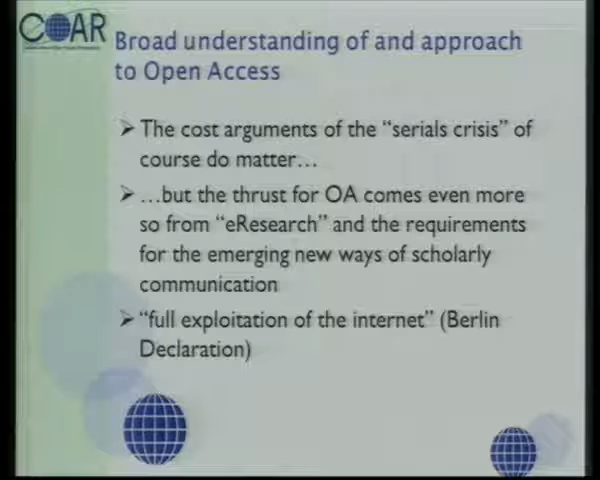 COAR
Broad understanding of and approach
to Open Access
➤ The cost arguments of the “serials crisis” of
course do matter…
➤ …but the thrust for OA comes even more
so from “eResearch” and the requirements
for the emerging new ways of scholarly
communication
➤ “full exploitation of the internet” (Berlin
Declaration)